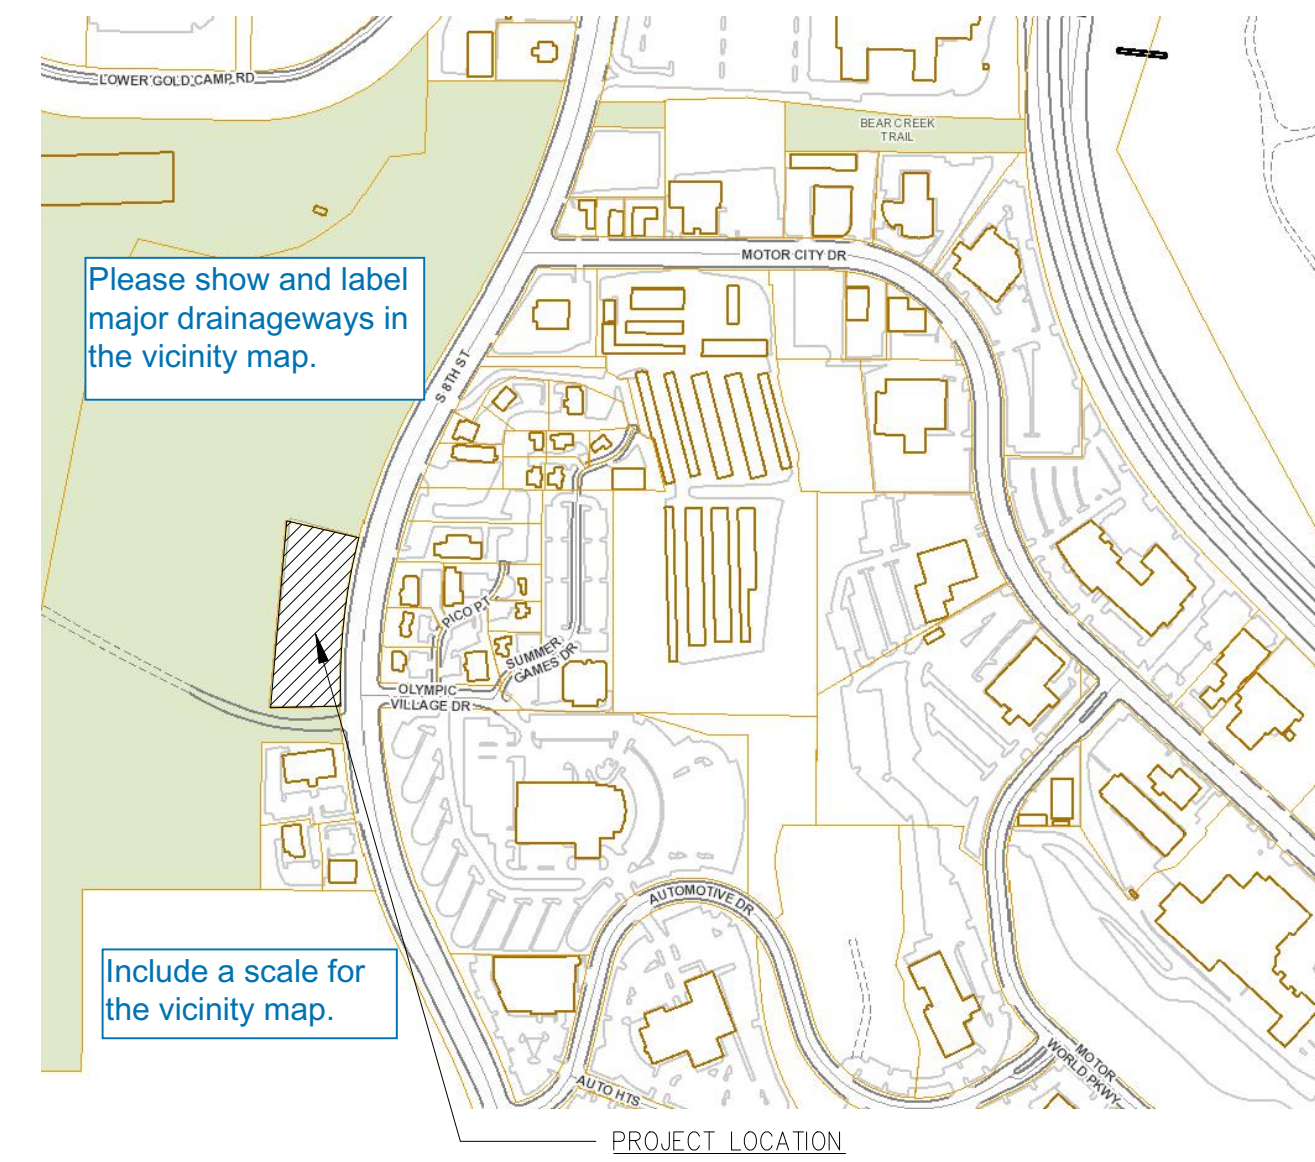 LOWER GOLD CAMP RD
BEAR CREEK
TRAIL
MOTOR CITY DR
Please show and label
major drainageways in
the vicinity map.
S 8TH ST
PICO PT
SUMMER
GAMES DR
OLYMPIC
VILLAGE DR
AUTOMOTIVE DR
Include a scale for
the vicinity map.
MOTOR
WORLD PKWY
AUTO HTS
PROJECT LOCATION